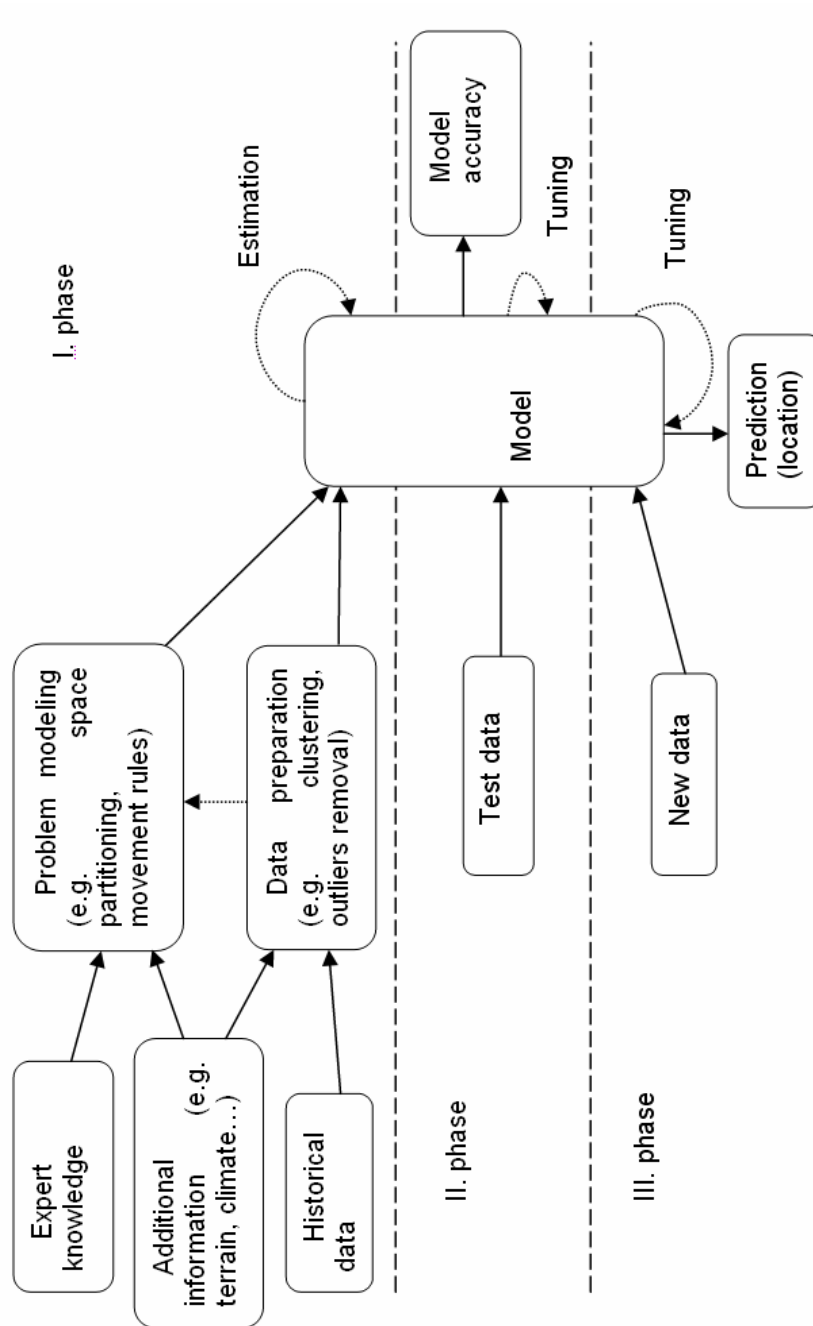 I. phase
Expert
knowledge
Additional
information (e.g.
terrain, climate...)
Historical
data
Problem modeling
(e.g. space
partitioning,
movement rules)
Data preparation
(e.g. clustering,
outliers removal)
Estimation
Model
II. phase
Test data
Model
accuracy
Tuning
III. phase
New data
Tuning
Prediction
(location)